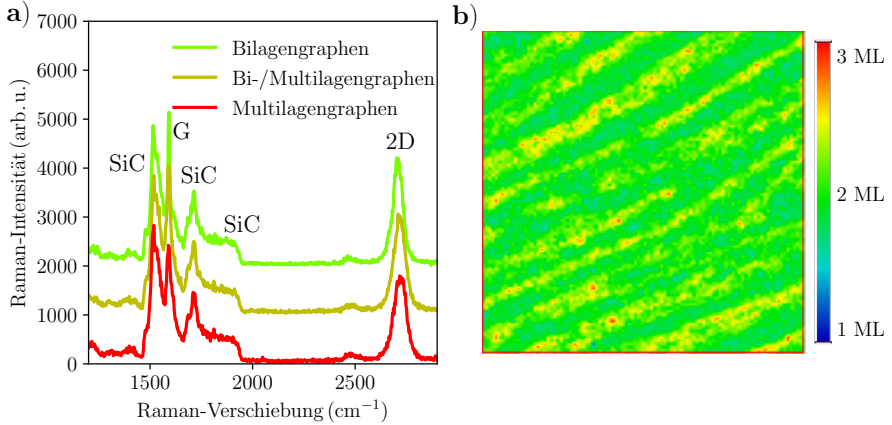 a)
7000
6000
5000
4000
3000
2000
1000
0
Raman-Intensität (arb. u.)
Bilagengraphen
Bi-/Multilagengraphen
Multilagengraphen
SiC
G
SiC
SiC
2D
1500
2000
2500
Raman-Verschiebung (cm⁻¹)
b)
3 ML
2 ML
1 ML